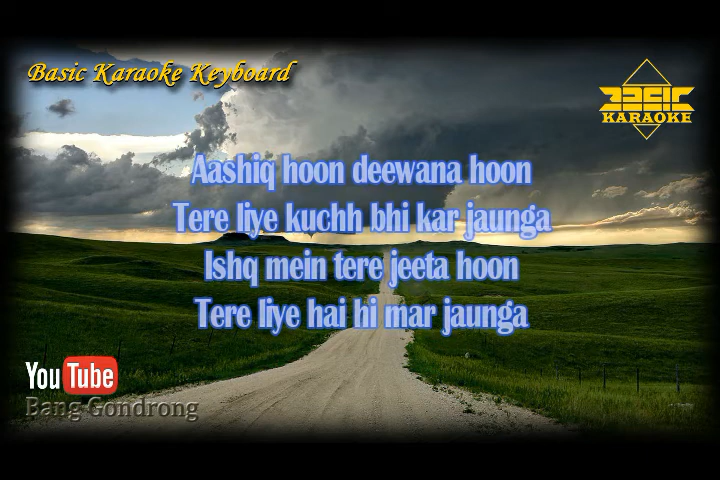 Basic Karaoke Keyboard
BASIC
KARAOKE
Aashiq hoon deewana hoon
Tere liye kuchh bhi kar jaunga
Ishq mein tere jeeta hoon
Tere liye hai hi mar jaunga
YouTube
Bang Gondrong